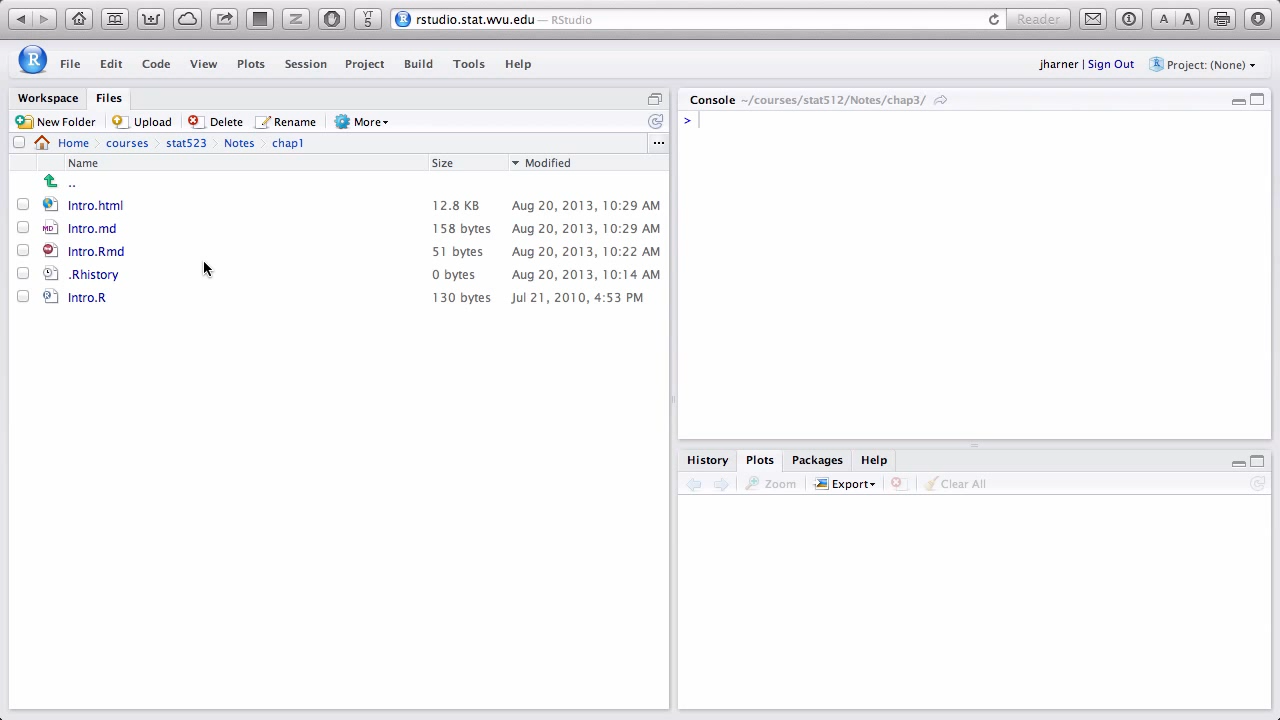 YT 5 rstudio.stat.wvu.edu — RStudio Reader A A
R File Edit Code View Plots Session Project Build Tools Help jharner | Sign Out Project: (None)
Workspace Files
New Folder Upload Delete Rename More
Home courses stat523 Notes chap1 ...
Name Size Modified
..
Intro.html 12.8 KB Aug 20, 2013, 10:29 AM
Intro.md 158 bytes Aug 20, 2013, 10:29 AM
Intro.Rmd 51 bytes Aug 20, 2013, 10:22 AM
.Rhistory 0 bytes Aug 20, 2013, 10:14 AM
Intro.R 130 bytes Jul 21, 2010, 4:53 PM
Console ~/courses/stat512/Notes/chap3/
>
History Plots Packages Help
Zoom Export Clear All